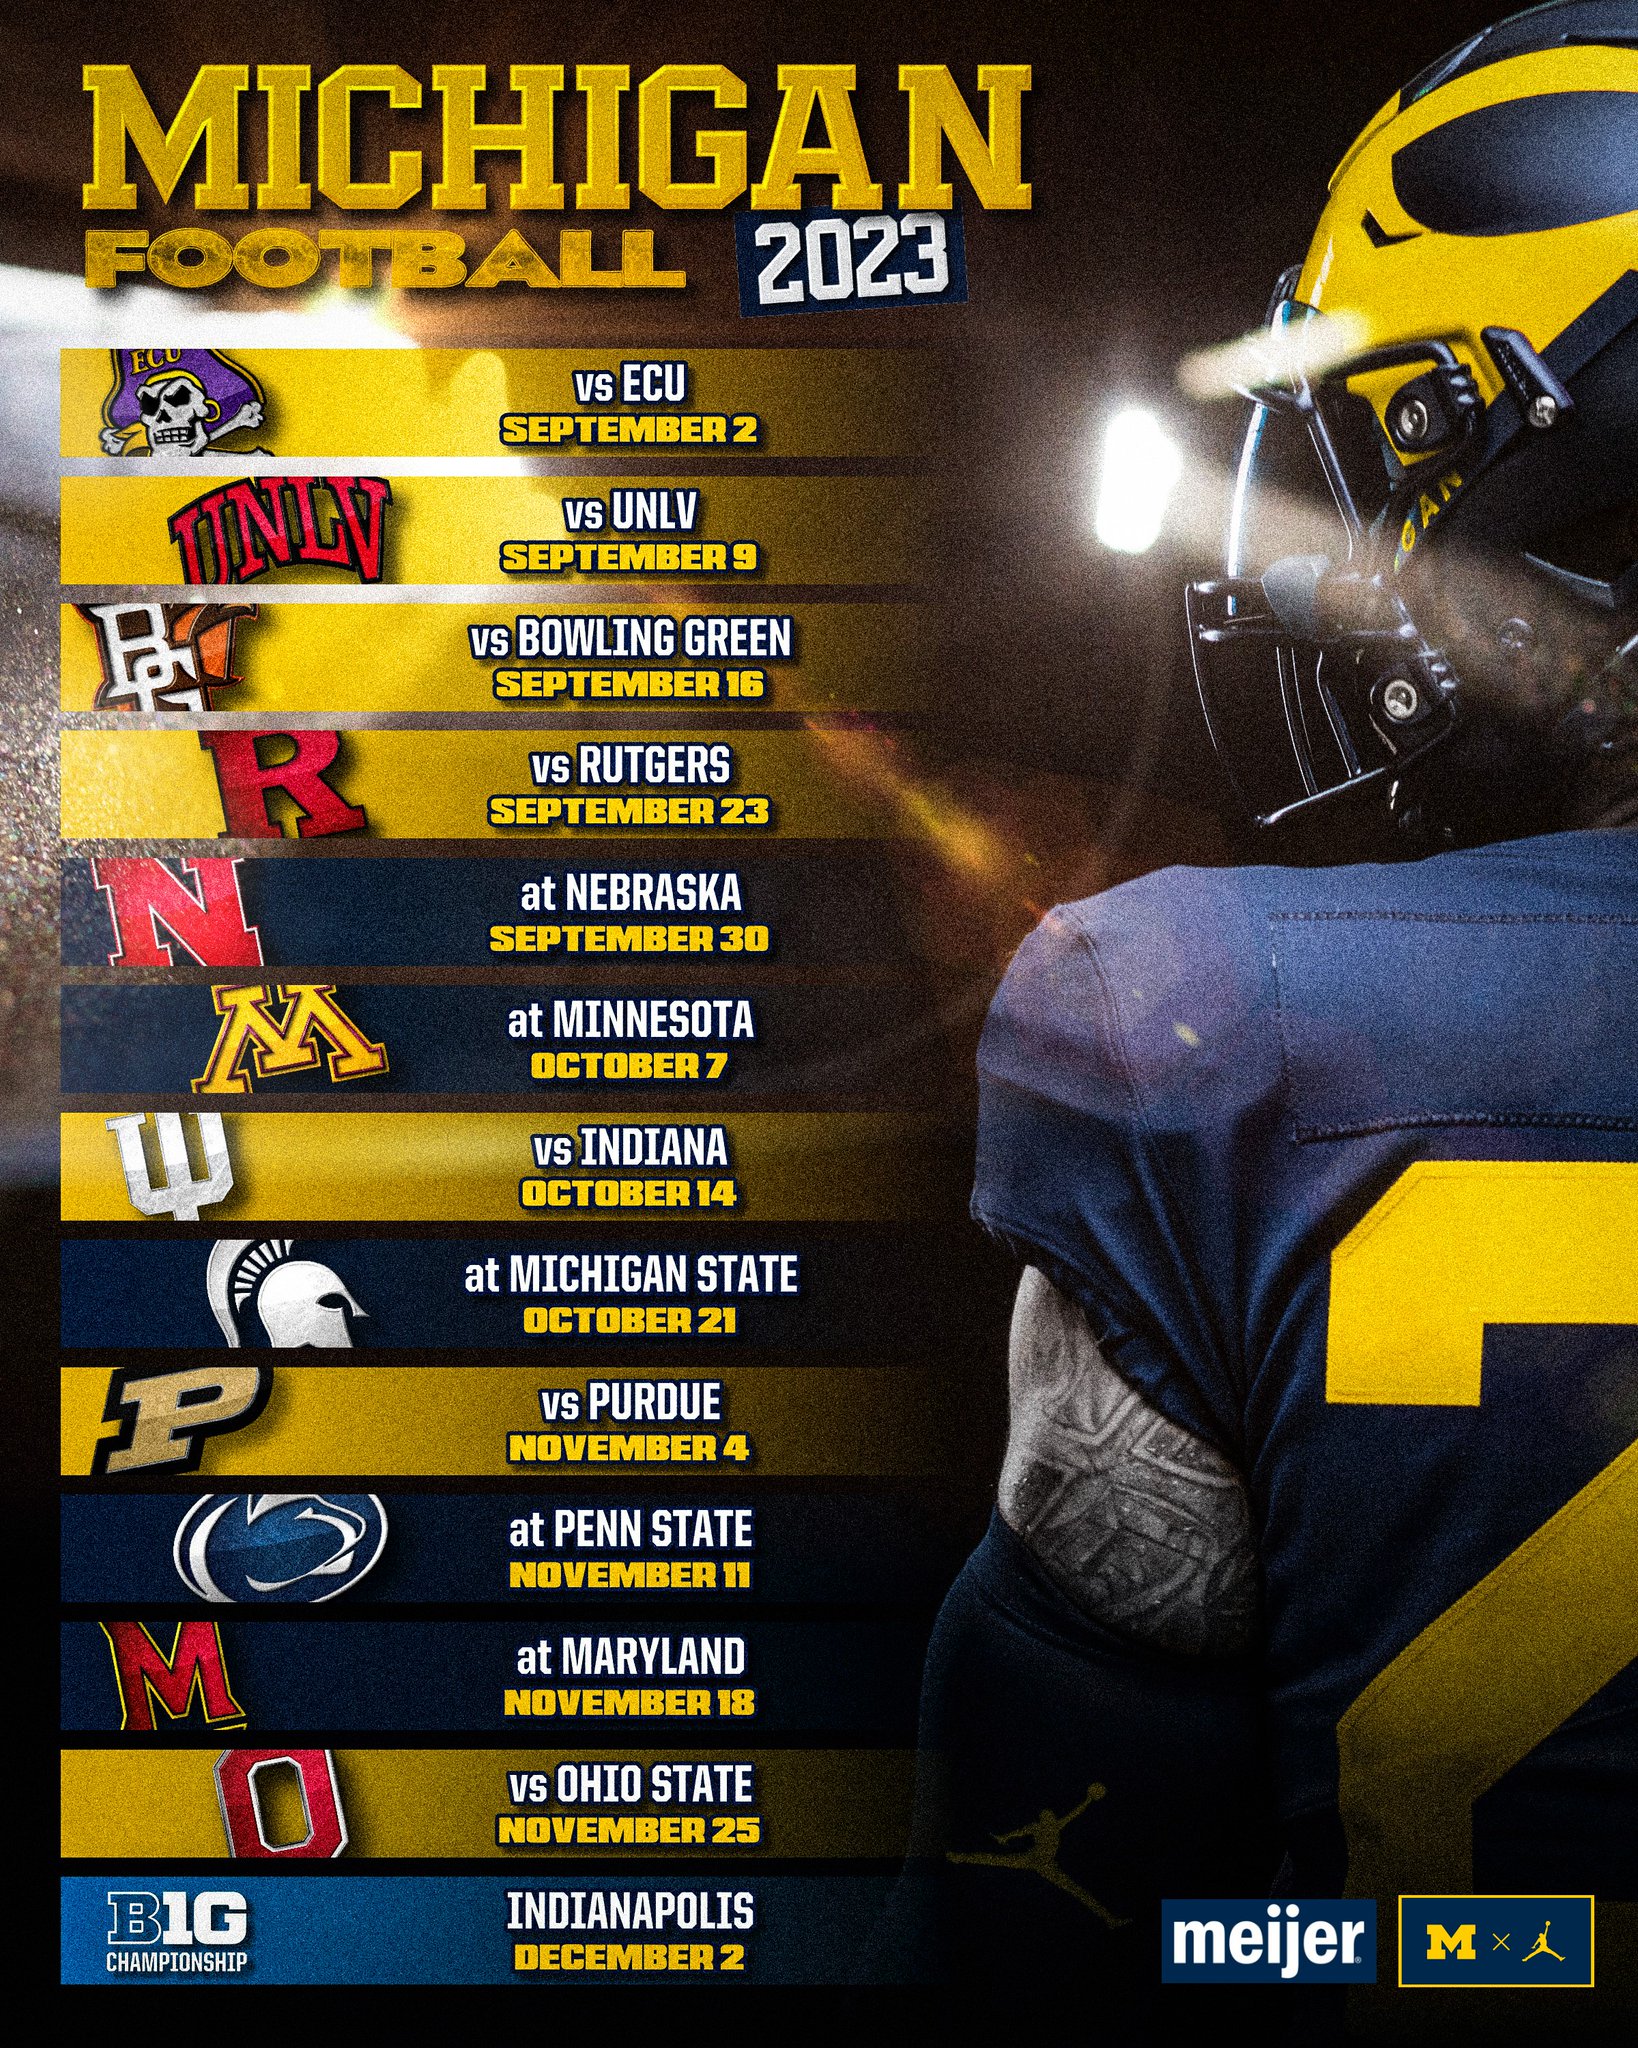 MICHIGAN
FOOTBALL 2023
ECU
vs ECU
SEPTEMBER 2
UNLV
vs UNLV
SEPTEMBER 9
BG
vs BOWLING GREEN
SEPTEMBER 16
R
vs RUTGERS
SEPTEMBER 23
N
at NEBRASKA
SEPTEMBER 30
M
at MINNESOTA
OCTOBER 7
vs INDIANA
OCTOBER 14
at MICHIGAN STATE
OCTOBER 21
P
vs PURDUE
NOVEMBER 4
at PENN STATE
NOVEMBER 11
M
at MARYLAND
NOVEMBER 18
O
vs OHIO STATE
NOVEMBER 25
B1G
CHAMPIONSHIP
INDIANAPOLIS
DECEMBER 2
GAN
meijer
M ×